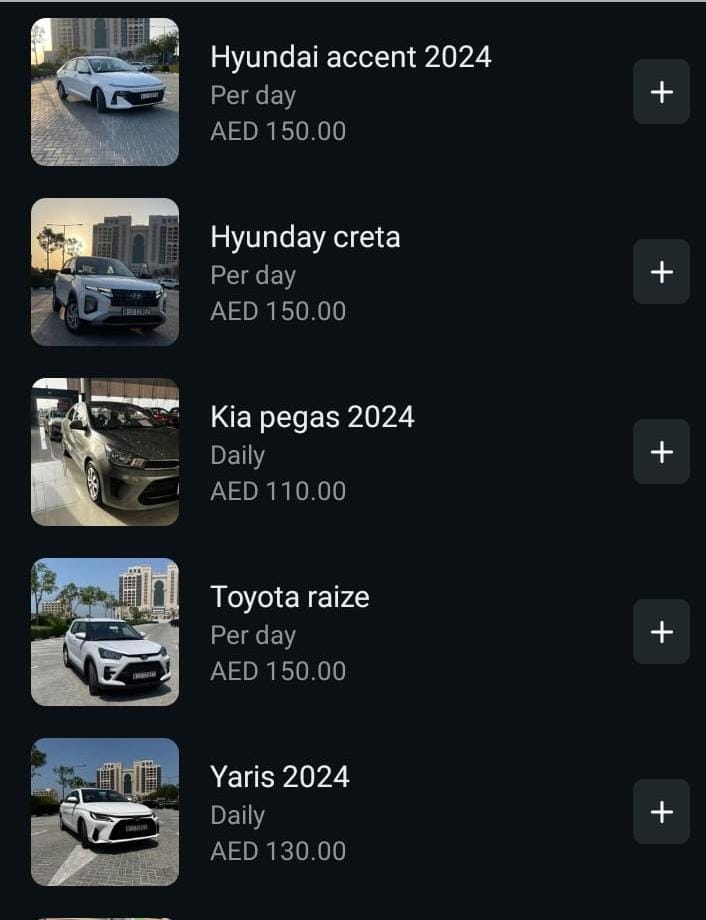 Hyundai accent 2024
Per day
AED 150.00
Hyunday creta
Per day
AED 150.00
Kia pegas 2024
Daily
AED 110.00
Toyota raize
Per day
AED 150.00
Yaris 2024
Daily
AED 130.00